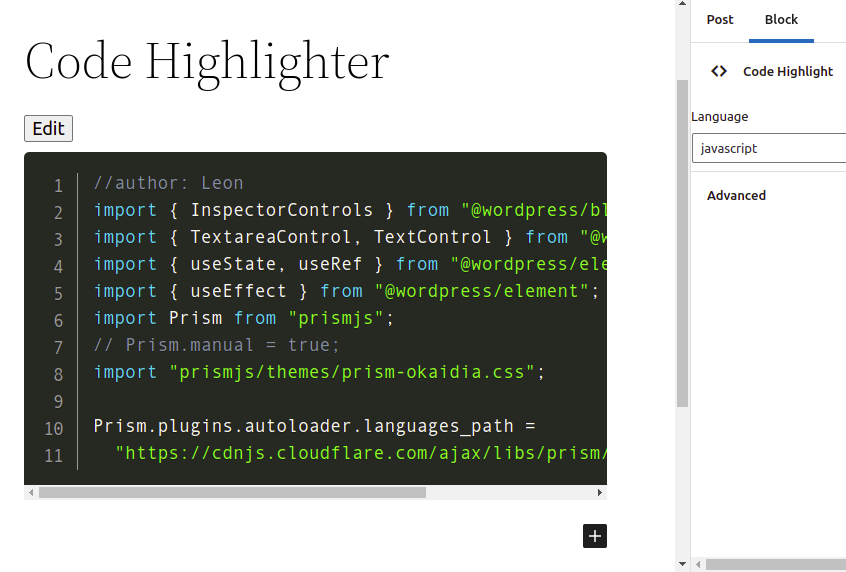 Post Block
Code Highlighter
Code Highlight
Edit
Language
javascript
Advanced
1 //author: Leon
2 import { InspectorControls } from "@wordpress/bl
3 import { TextareaControl, TextControl } from "@w
4 import { useState, useRef } from "@wordpress/ele
5 import { useEffect } from "@wordpress/element";
6 import Prism from "prismjs";
7 // Prism.manual = true;
8 import "prismjs/themes/prism-okaidia.css";
9
10 Prism.plugins.autoloader.languages_path =
11 "https://cdnjs.cloudflare.com/ajax/libs/prism/